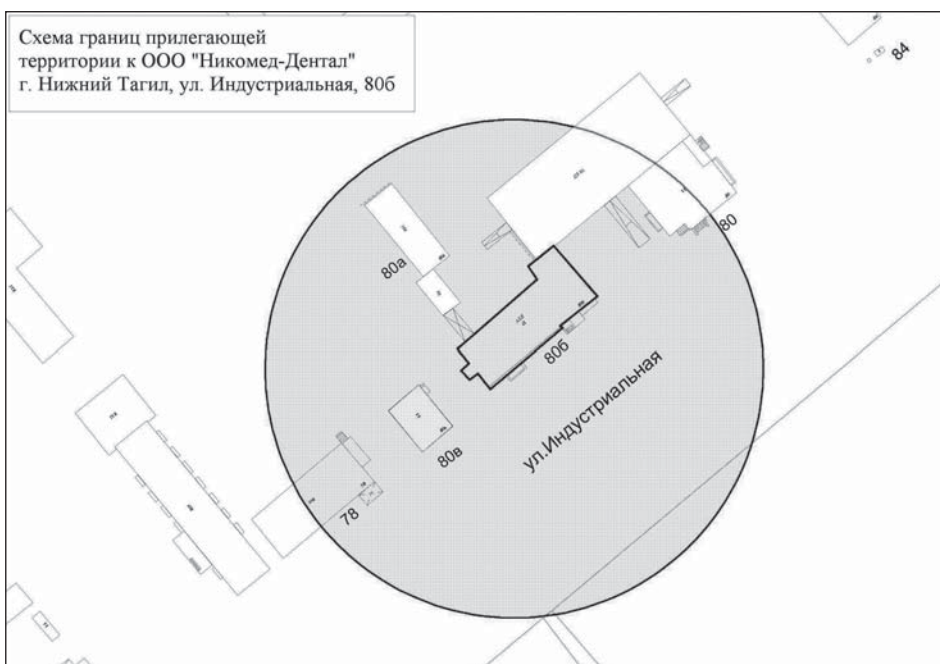 Схема границ прилегающей
территории к ООО "Никомед-Дентал"
г. Нижний Тагил, ул. Индустриальная, 80б
84
80
80а
80б
ул.Индустриальная
80в
78